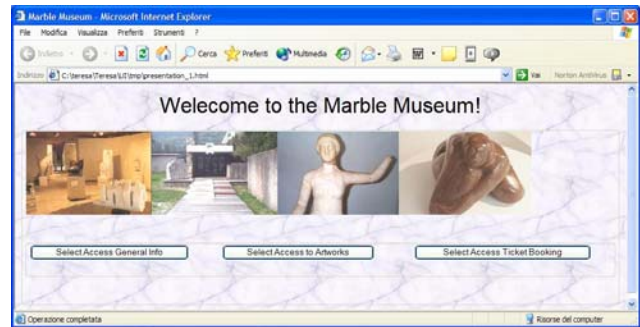 Marble Museum - Microsoft Internet Explorer
File Modifica Visualizza Preferiti Strumenti ?
Indietro Cerca Preferiti Multimedia
Indirizzo C:\teresa\Teresa\LII\tmp\presentation_1.html Vai Norton AntiVirus
Welecome to the Marble Museum!
Select Access General Info Select Access to Artworks Select Access Ticket Booking
Operazione completata Risorse del computer